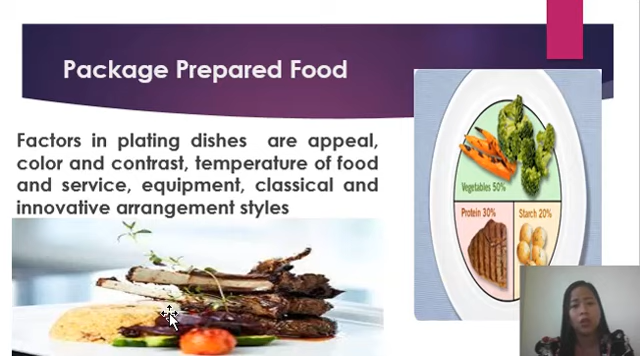 Package Prepared Food
Factors in plating dishes are appeal,
color and contrast, temperature of food
and service, equipment, classical and
innovative arrangement styles
Vegetables 50%
Protein 30%
Starch 20%